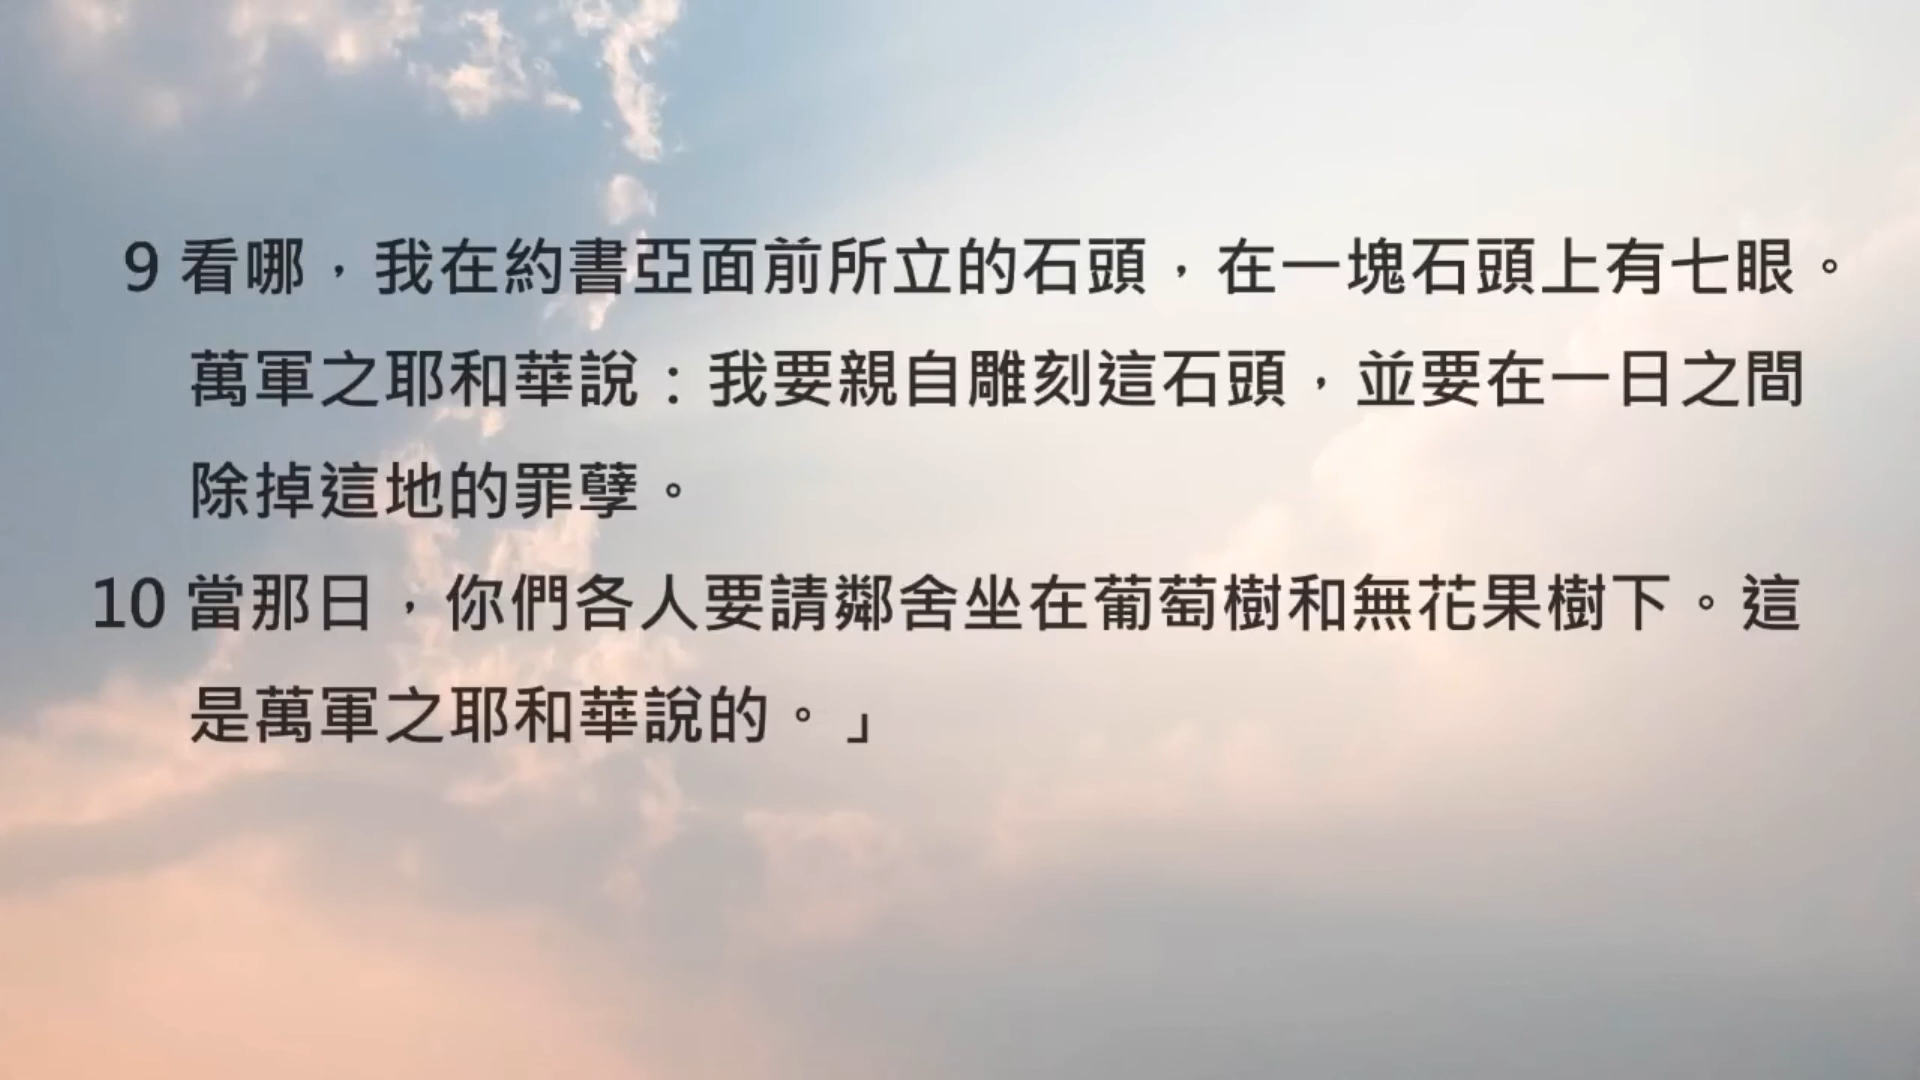 9 看哪，我在約書亞面前所立的石頭，在一塊石頭上有七眼。
萬軍之耶和華說：我要親自雕刻這石頭，並要在一日之間
除掉這地的罪孽。
10 當那日，你們各人要請鄰舍坐在葡萄樹和無花果樹下。這
是萬軍之耶和華說的。」